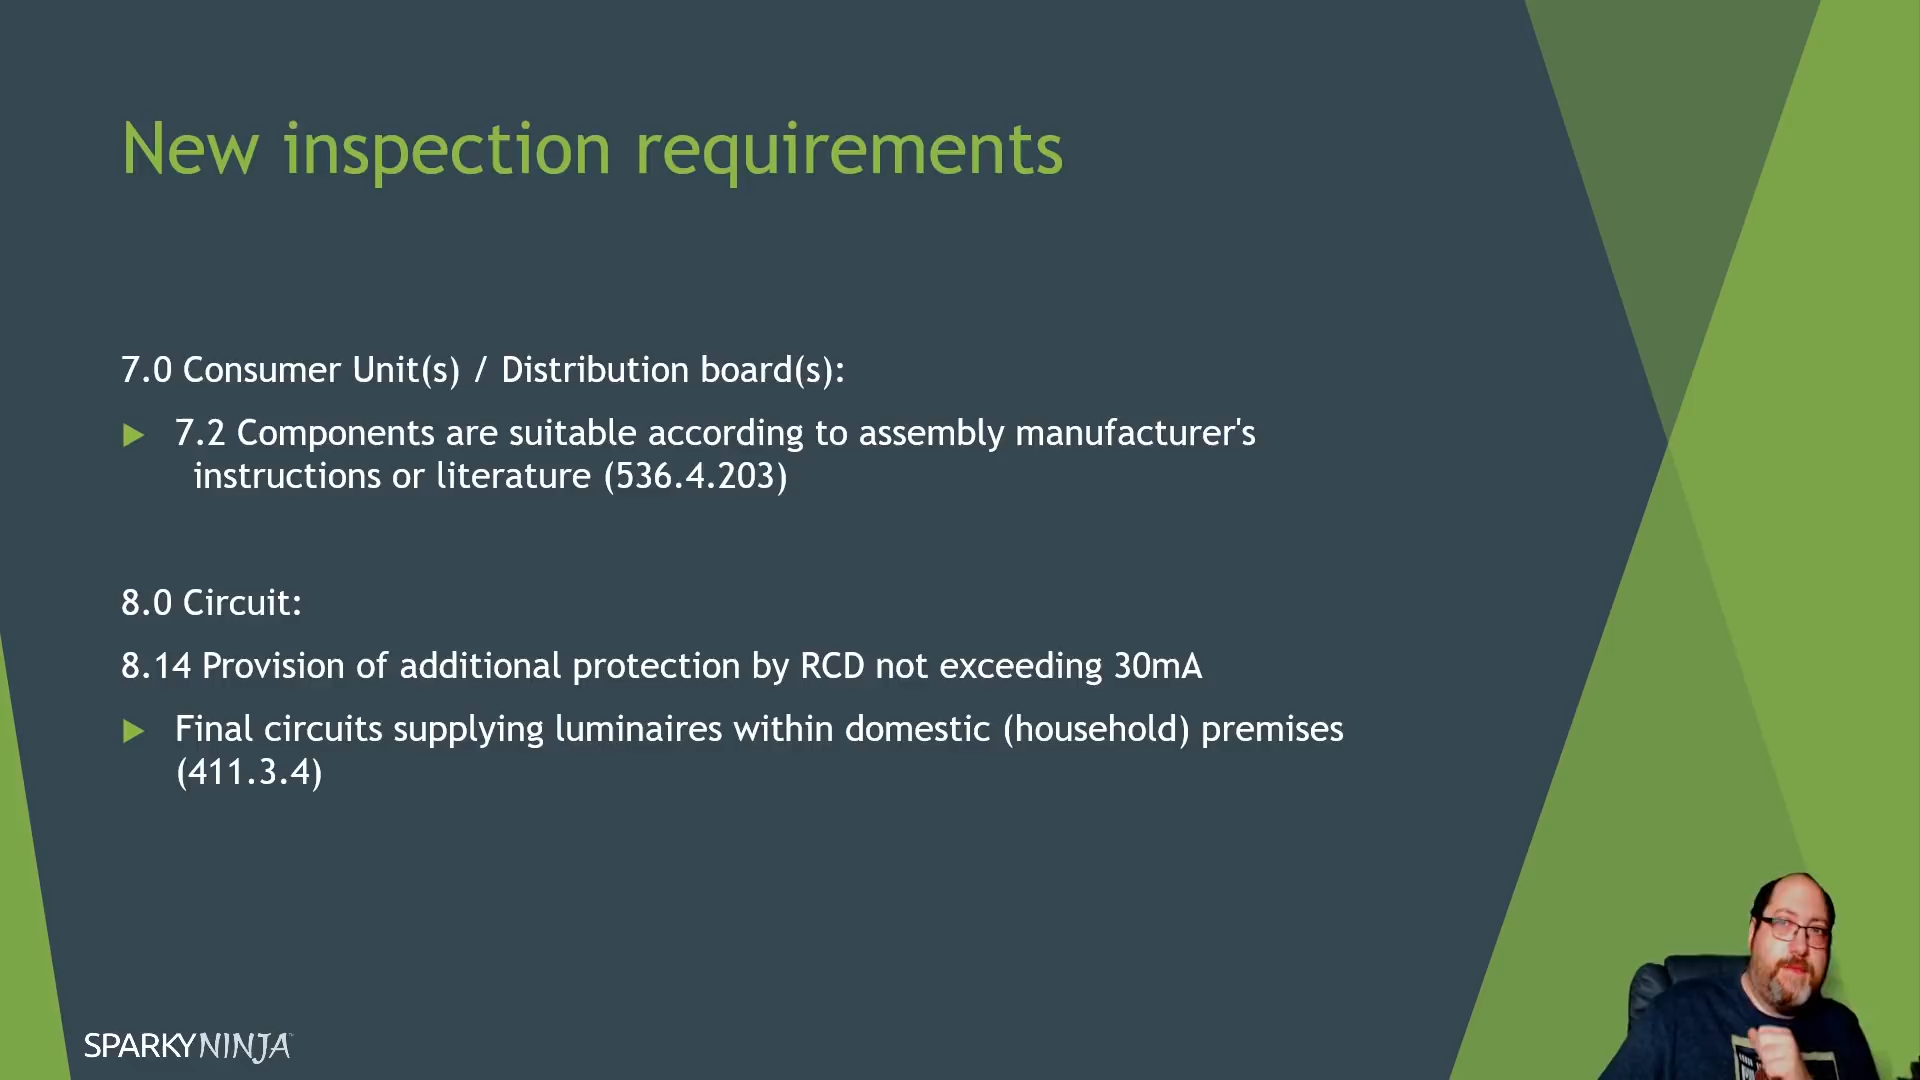 New inspection requirements
7.0 Consumer Unit(s) / Distribution board(s):
7.2 Components are suitable according to assembly manufacturer's
instructions or literature (536.4.203)
8.0 Circuit:
8.14 Provision of additional protection by RCD not exceeding 30mA
Final circuits supplying luminaires within domestic (household) premises
(411.3.4)
SPARKYNINJA